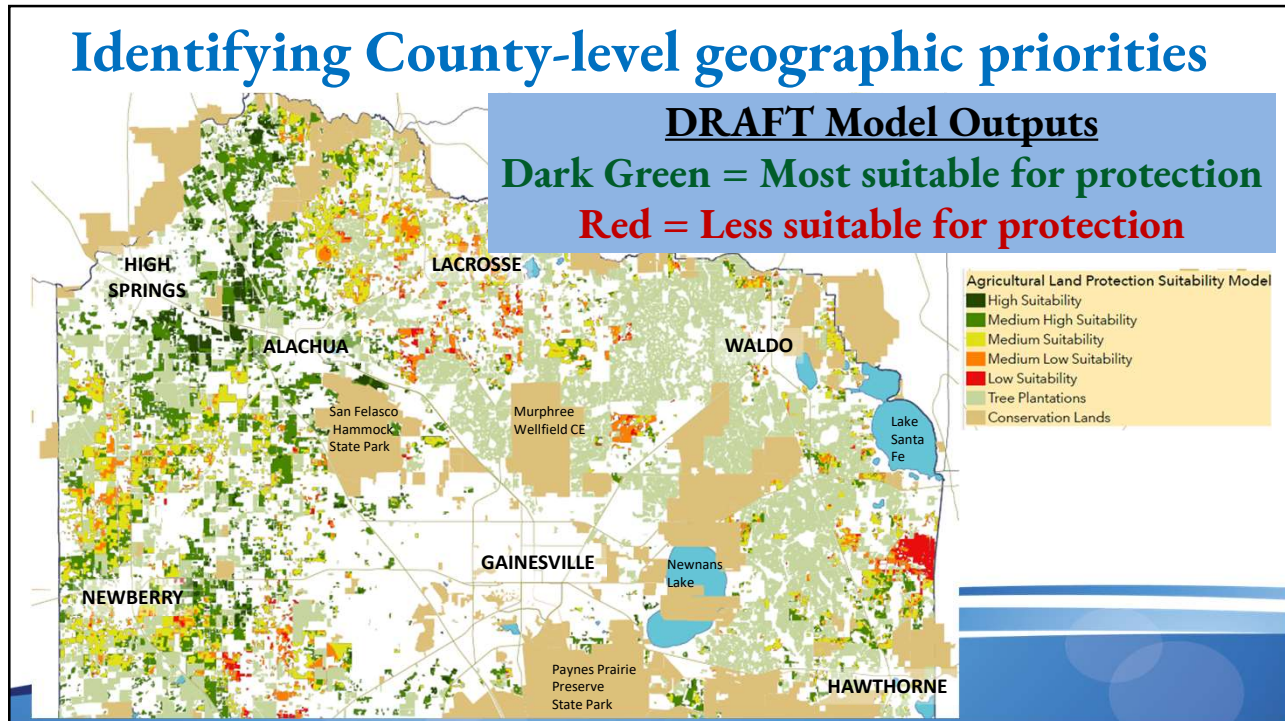 Identifying County-level geographic priorities
DRAFT Model Outputs
Dark Green = Most suitable for protection
Red = Less suitable for protection
HIGH
SPRINGS
LACROSSE
ALACHUA
WALDO
Agricultural Land Protection Suitability Model
High Suitability
Medium High Suitability
Medium Suitability
Medium Low Suitability
Low Suitability
Tree Plantations
Conservation Lands
San Felasco
Hammock
State Park
Murphree
Wellfield CE
Lake
Santa
Fe
GAINESVILLE
Newnans
Lake
NEWBERRY
Paynes Prairie
Preserve
State Park
HAWTHORNE